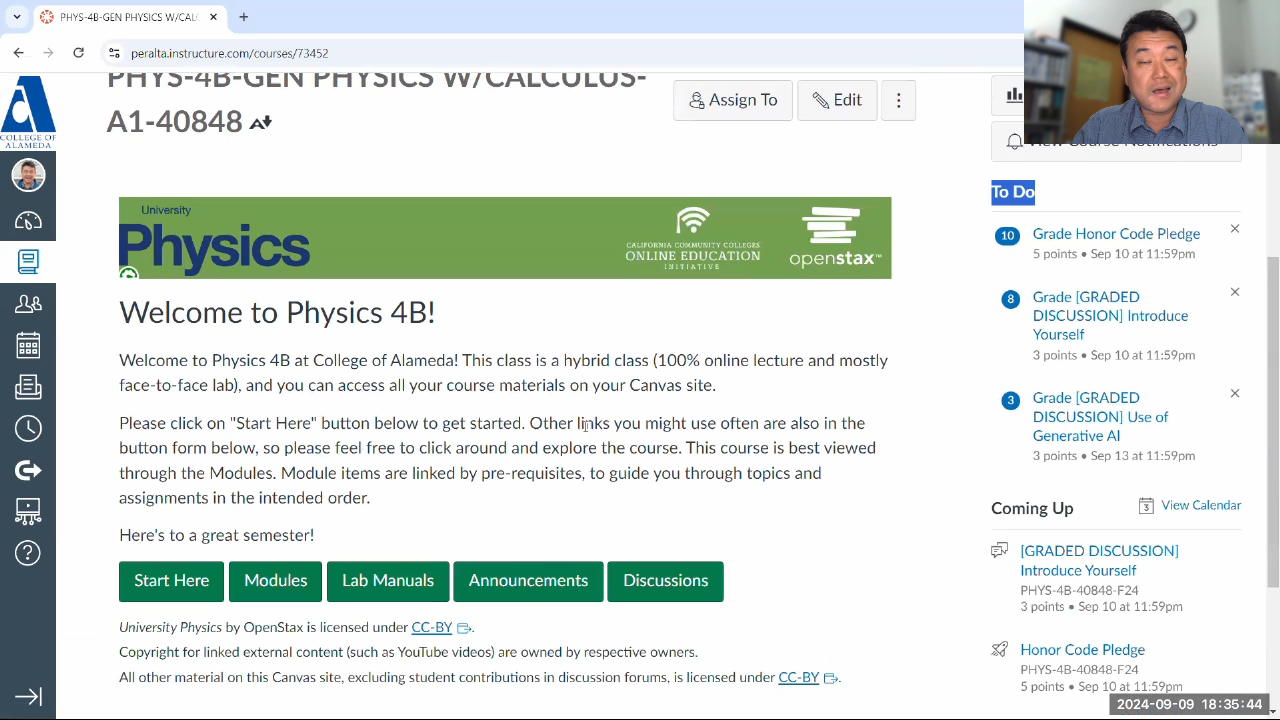 PHYS-4B-GEN PHYSICS W/CAL
peralta.instructure.com/courses/73452
PHYS-4B-GEN PHYSICS W/CALCULUS-
A1-40848
Assign To
Edit
COLLEGE OF
ALAMEDA
University
Physics
CALIFORNIA COMMUNITY COLLEGES
ONLINE EDUCATION
INITIATIVE
openstax™
Welcome to Physics 4B!
Welcome to Physics 4B at College of Alameda! This class is a hybrid class (100% online lecture and mostly
face-to-face lab), and you can access all your course materials on your Canvas site.
Please click on "Start Here" button below to get started. Other links you might use often are also in the
button form below, so please feel free to click around and explore the course. This course is best viewed
through the Modules. Module items are linked by pre-requisites, to guide you through topics and
assignments in the intended order.
Here's to a great semester!
Start Here
Modules
Lab Manuals
Announcements
Discussions
University Physics by OpenStax is licensed under CC-BY.
Copyright for linked external content (such as YouTube videos) are owned by respective owners.
All other material on this Canvas site, excluding student contributions in discussion forums, is licensed under CC-BY.
View Course Notifications
To Do
10
Grade Honor Code Pledge
5 points • Sep 10 at 11:59pm
8
Grade [GRADED
DISCUSSION] Introduce
Yourself
3 points • Sep 10 at 11:59pm
3
Grade [GRADED
DISCUSSION] Use of
Generative AI
3 points • Sep 13 at 11:59pm
Coming Up
3
View Calendar
[GRADED DISCUSSION]
Introduce Yourself
PHYS-4B-40848-F24
3 points • Sep 10 at 11:59pm
Honor Code Pledge
PHYS-4B-40848-F24
5 points • Sep 10 at 11:59pm
2024-09-09 18:35:44